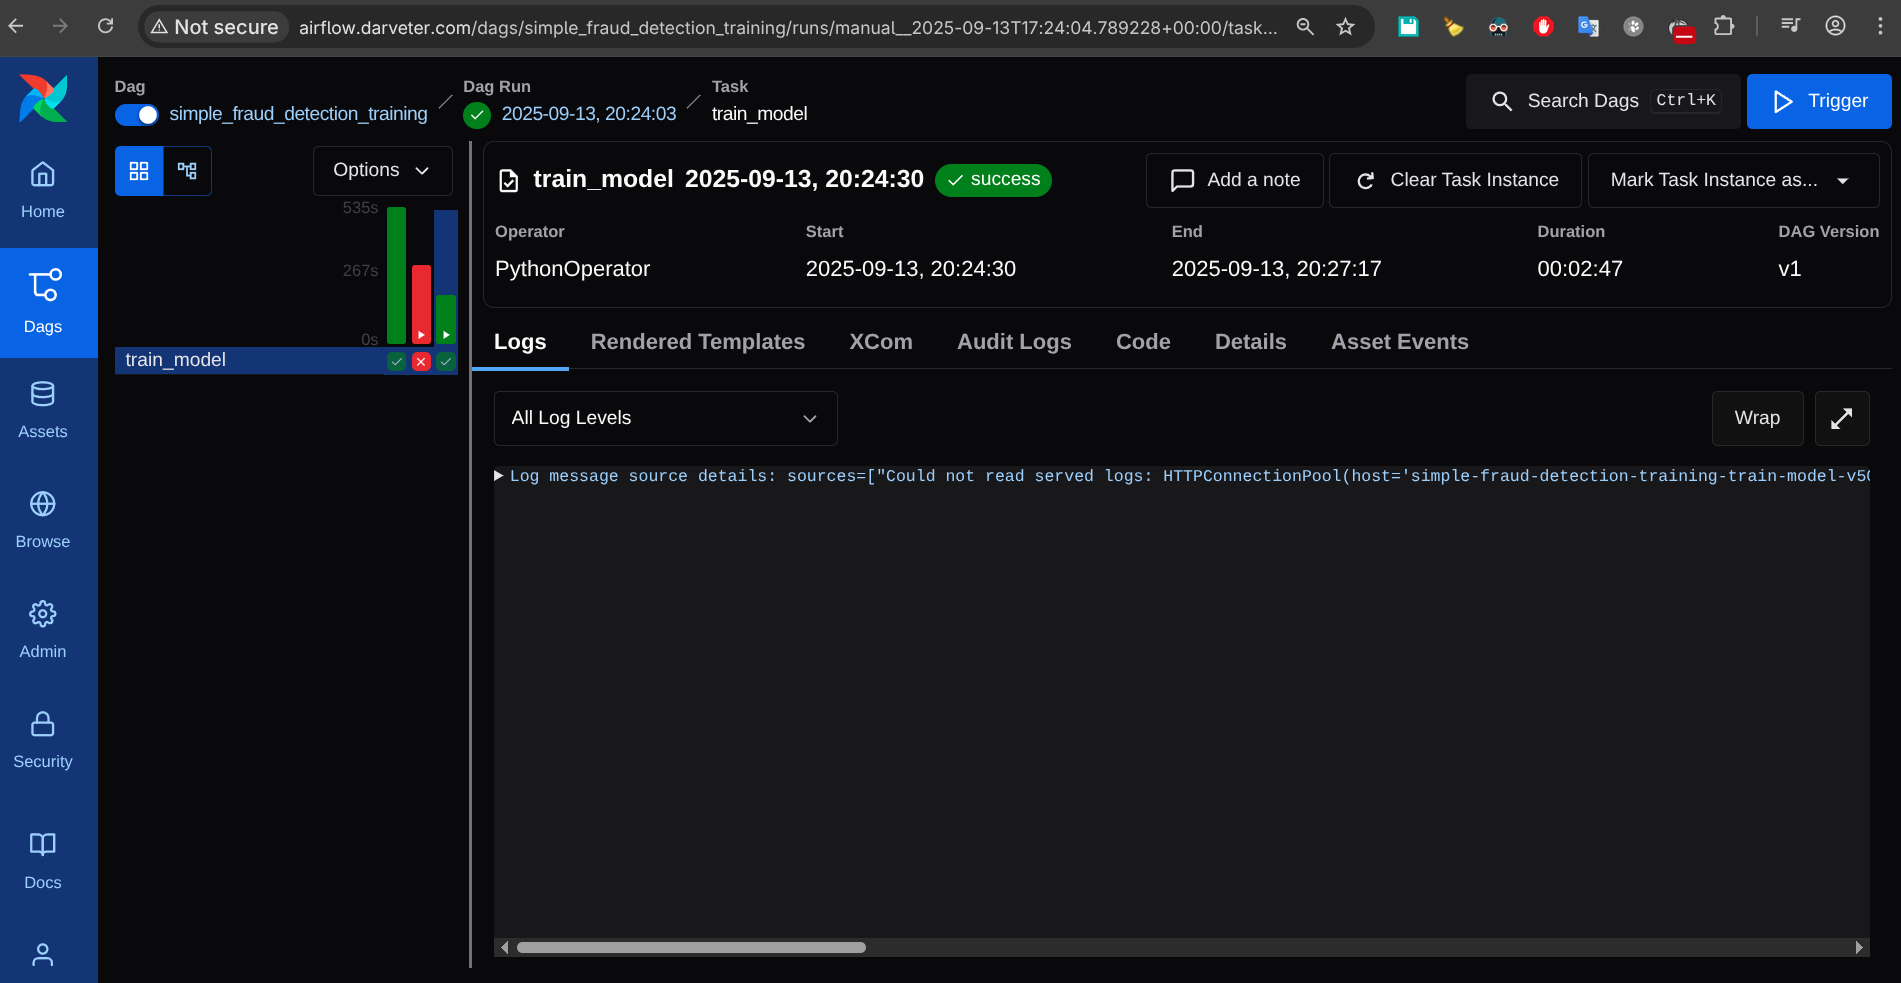 Not secure airflow.darveter.com/dags/simple_fraud_detection_training/runs/manual__2025-09-13T17:24:04.789228+00:00/task...
Dag
simple_fraud_detection_training
Dag Run
2025-09-13, 20:24:03
Task
train_model
Search Dags Ctrl+K
Trigger
Home
Dags
Assets
Browse
Admin
Security
Docs
Options
535s
267s
0s
train_model
train_model 2025-09-13, 20:24:30 success
Add a note
Clear Task Instance
Mark Task Instance as...
Operator Start End Duration DAG Version
PythonOperator 2025-09-13, 20:24:30 2025-09-13, 20:27:17 00:02:47 v1
Logs Rendered Templates XCom Audit Logs Code Details Asset Events
All Log Levels
Wrap
Log message source details: sources=["Could not read served logs: HTTPConnectionPool(host='simple-fraud-detection-training-train-model-v5